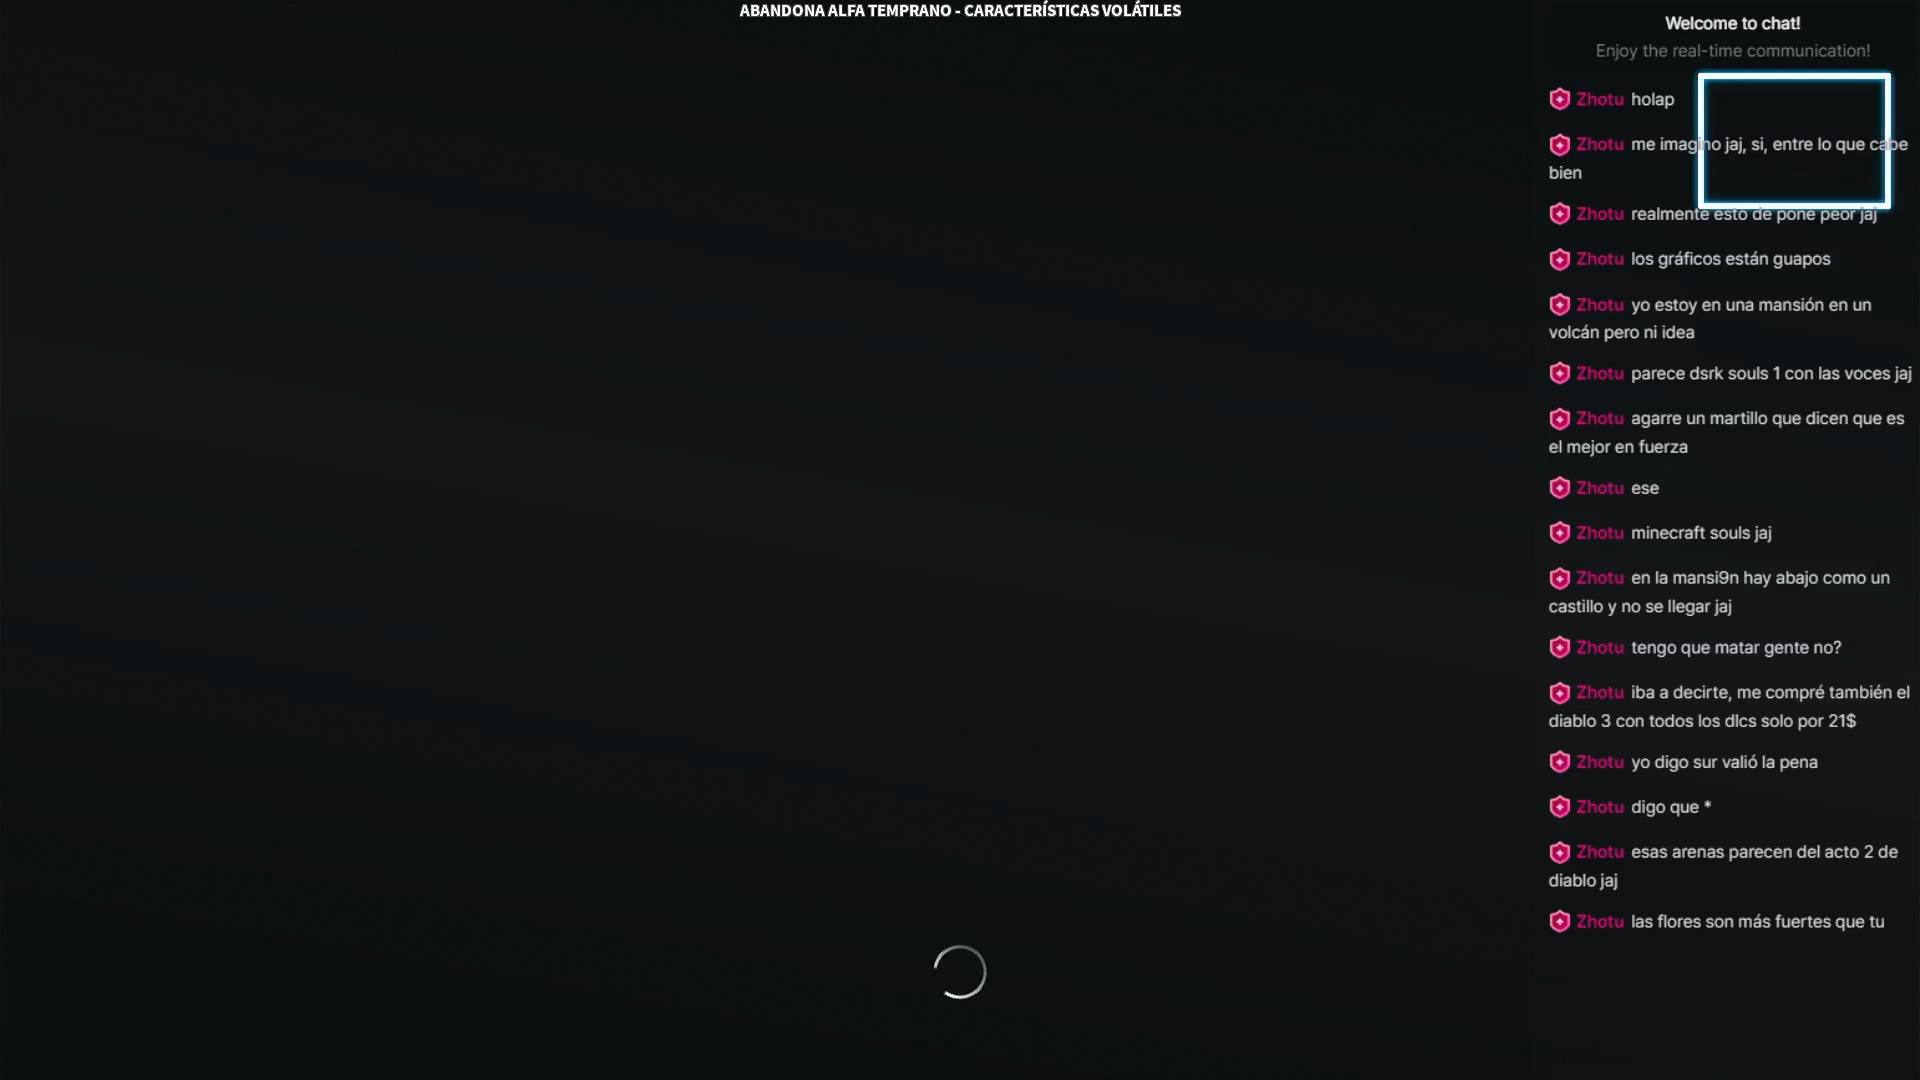 ABANDONA ALFA TEMPRANO - CARACTERÍSTICAS VOLÁTILES
Welcome to chat!
Enjoy the real-time communication!
Zhotu holap
Zhotu me imagino jaj, si, entre lo que cabe
bien
Zhotu realmente esto de pone peor jaj
Zhotu los gráficos están guapos
Zhotu yo estoy en una mansión en un
volcán pero ni idea
Zhotu parece dsrk souls 1 con las voces jaj
Zhotu agarre un martillo que dicen que es
el mejor en fuerza
Zhotu ese
Zhotu minecraft souls jaj
Zhotu en la mansi9n hay abajo como un
castillo y no se llegar jaj
Zhotu tengo que matar gente no?
Zhotu iba a decirte, me compré también el
diablo 3 con todos los dlcs solo por 21$
Zhotu yo digo sur valió la pena
Zhotu digo que *
Zhotu esas arenas parecen del acto 2 de
diablo jaj
Zhotu las flores son más fuertes que tu